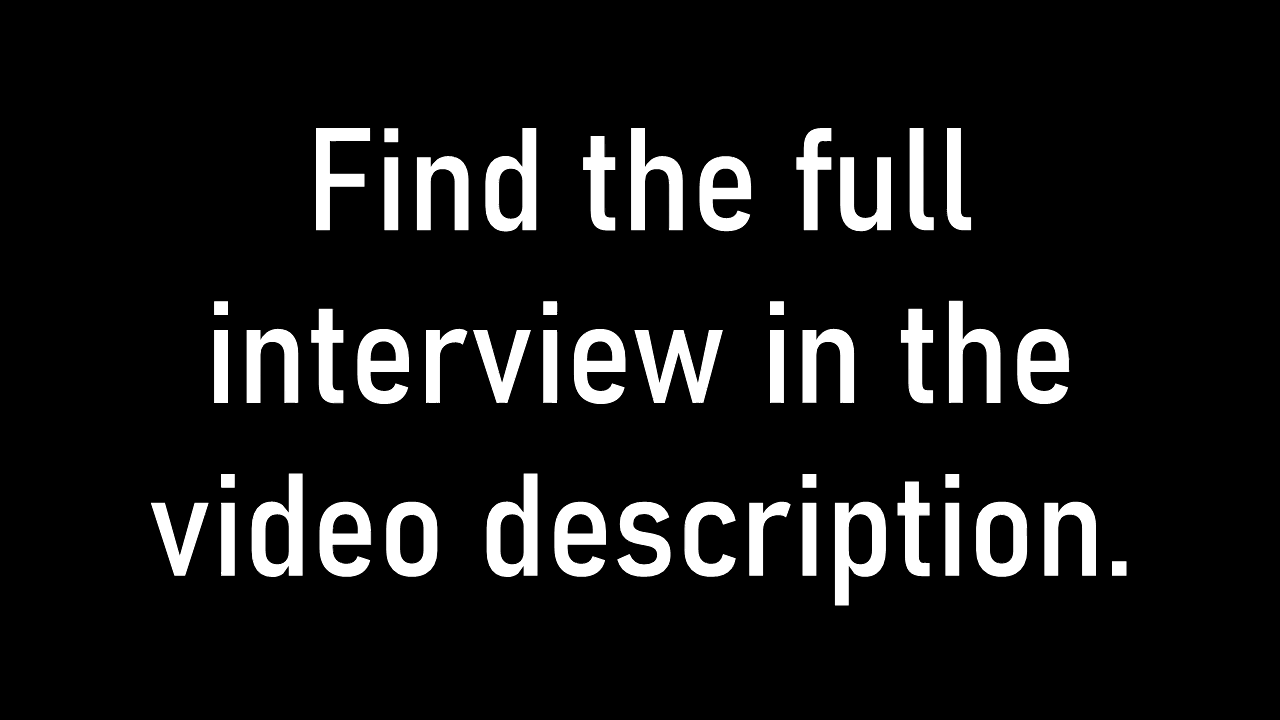 Find the full
interview in the
video description.